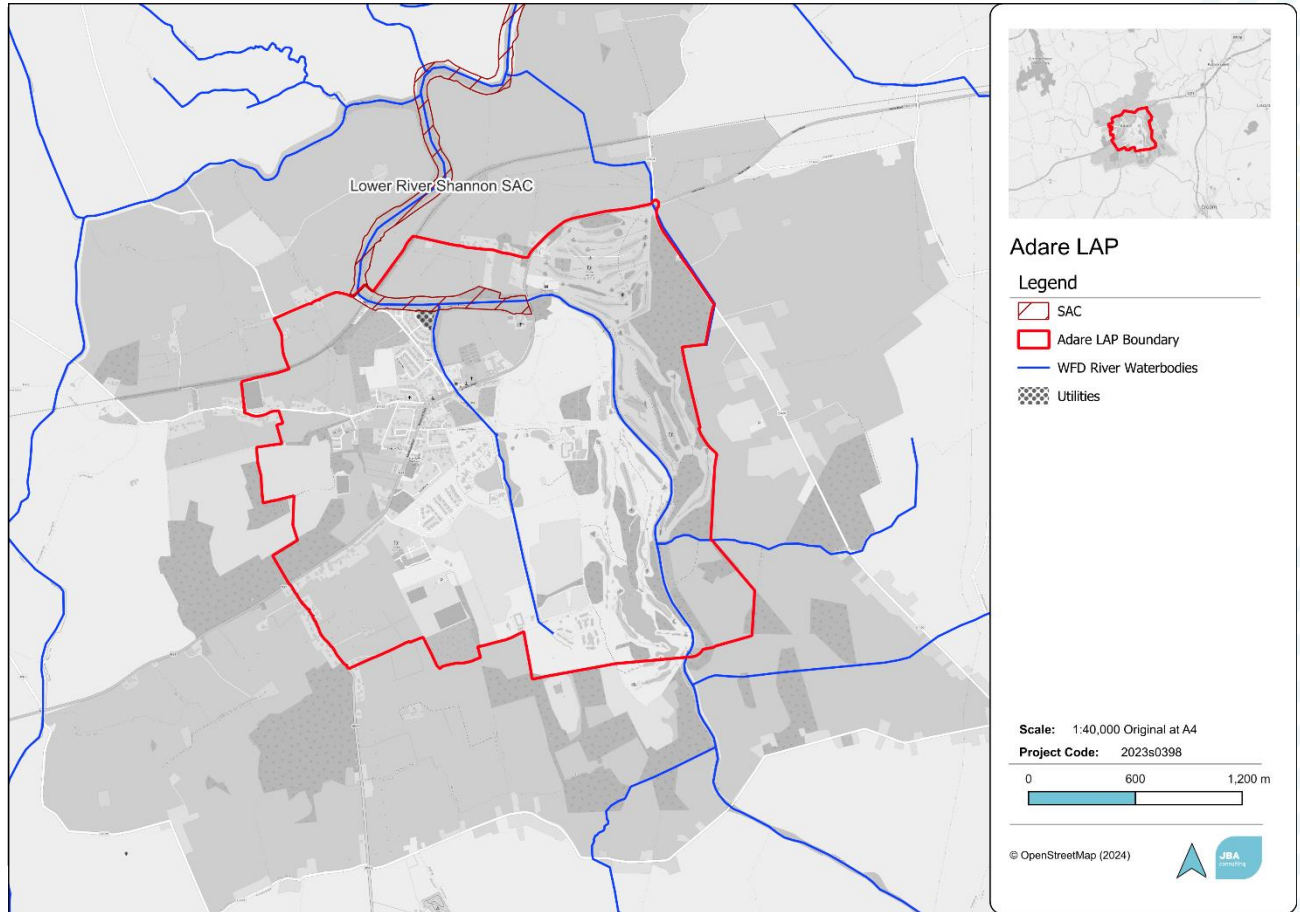 Lower River Shannon SAC
Adare LAP
Legend
SAC
Adare LAP Boundary
WFD River Waterbodies
Utilities
Scale: 1:40,000 Original at A4
Project Code: 2023s0398
0 600 1,200 m
© OpenStreetMap (2024)
JBA
consulting